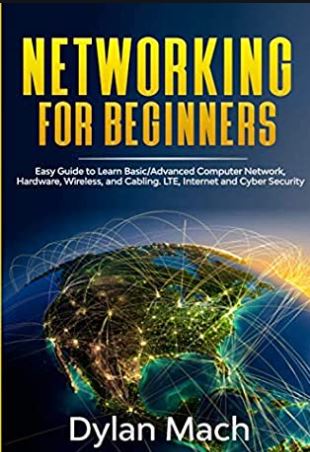 NETWORKING
FOR BEGINNERS
Easy Guide to Learn Basic/Advanced Computer Network,
Hardware, Wireless, and Cabling. LTE, Internet and Cyber Security
Dylan Mach